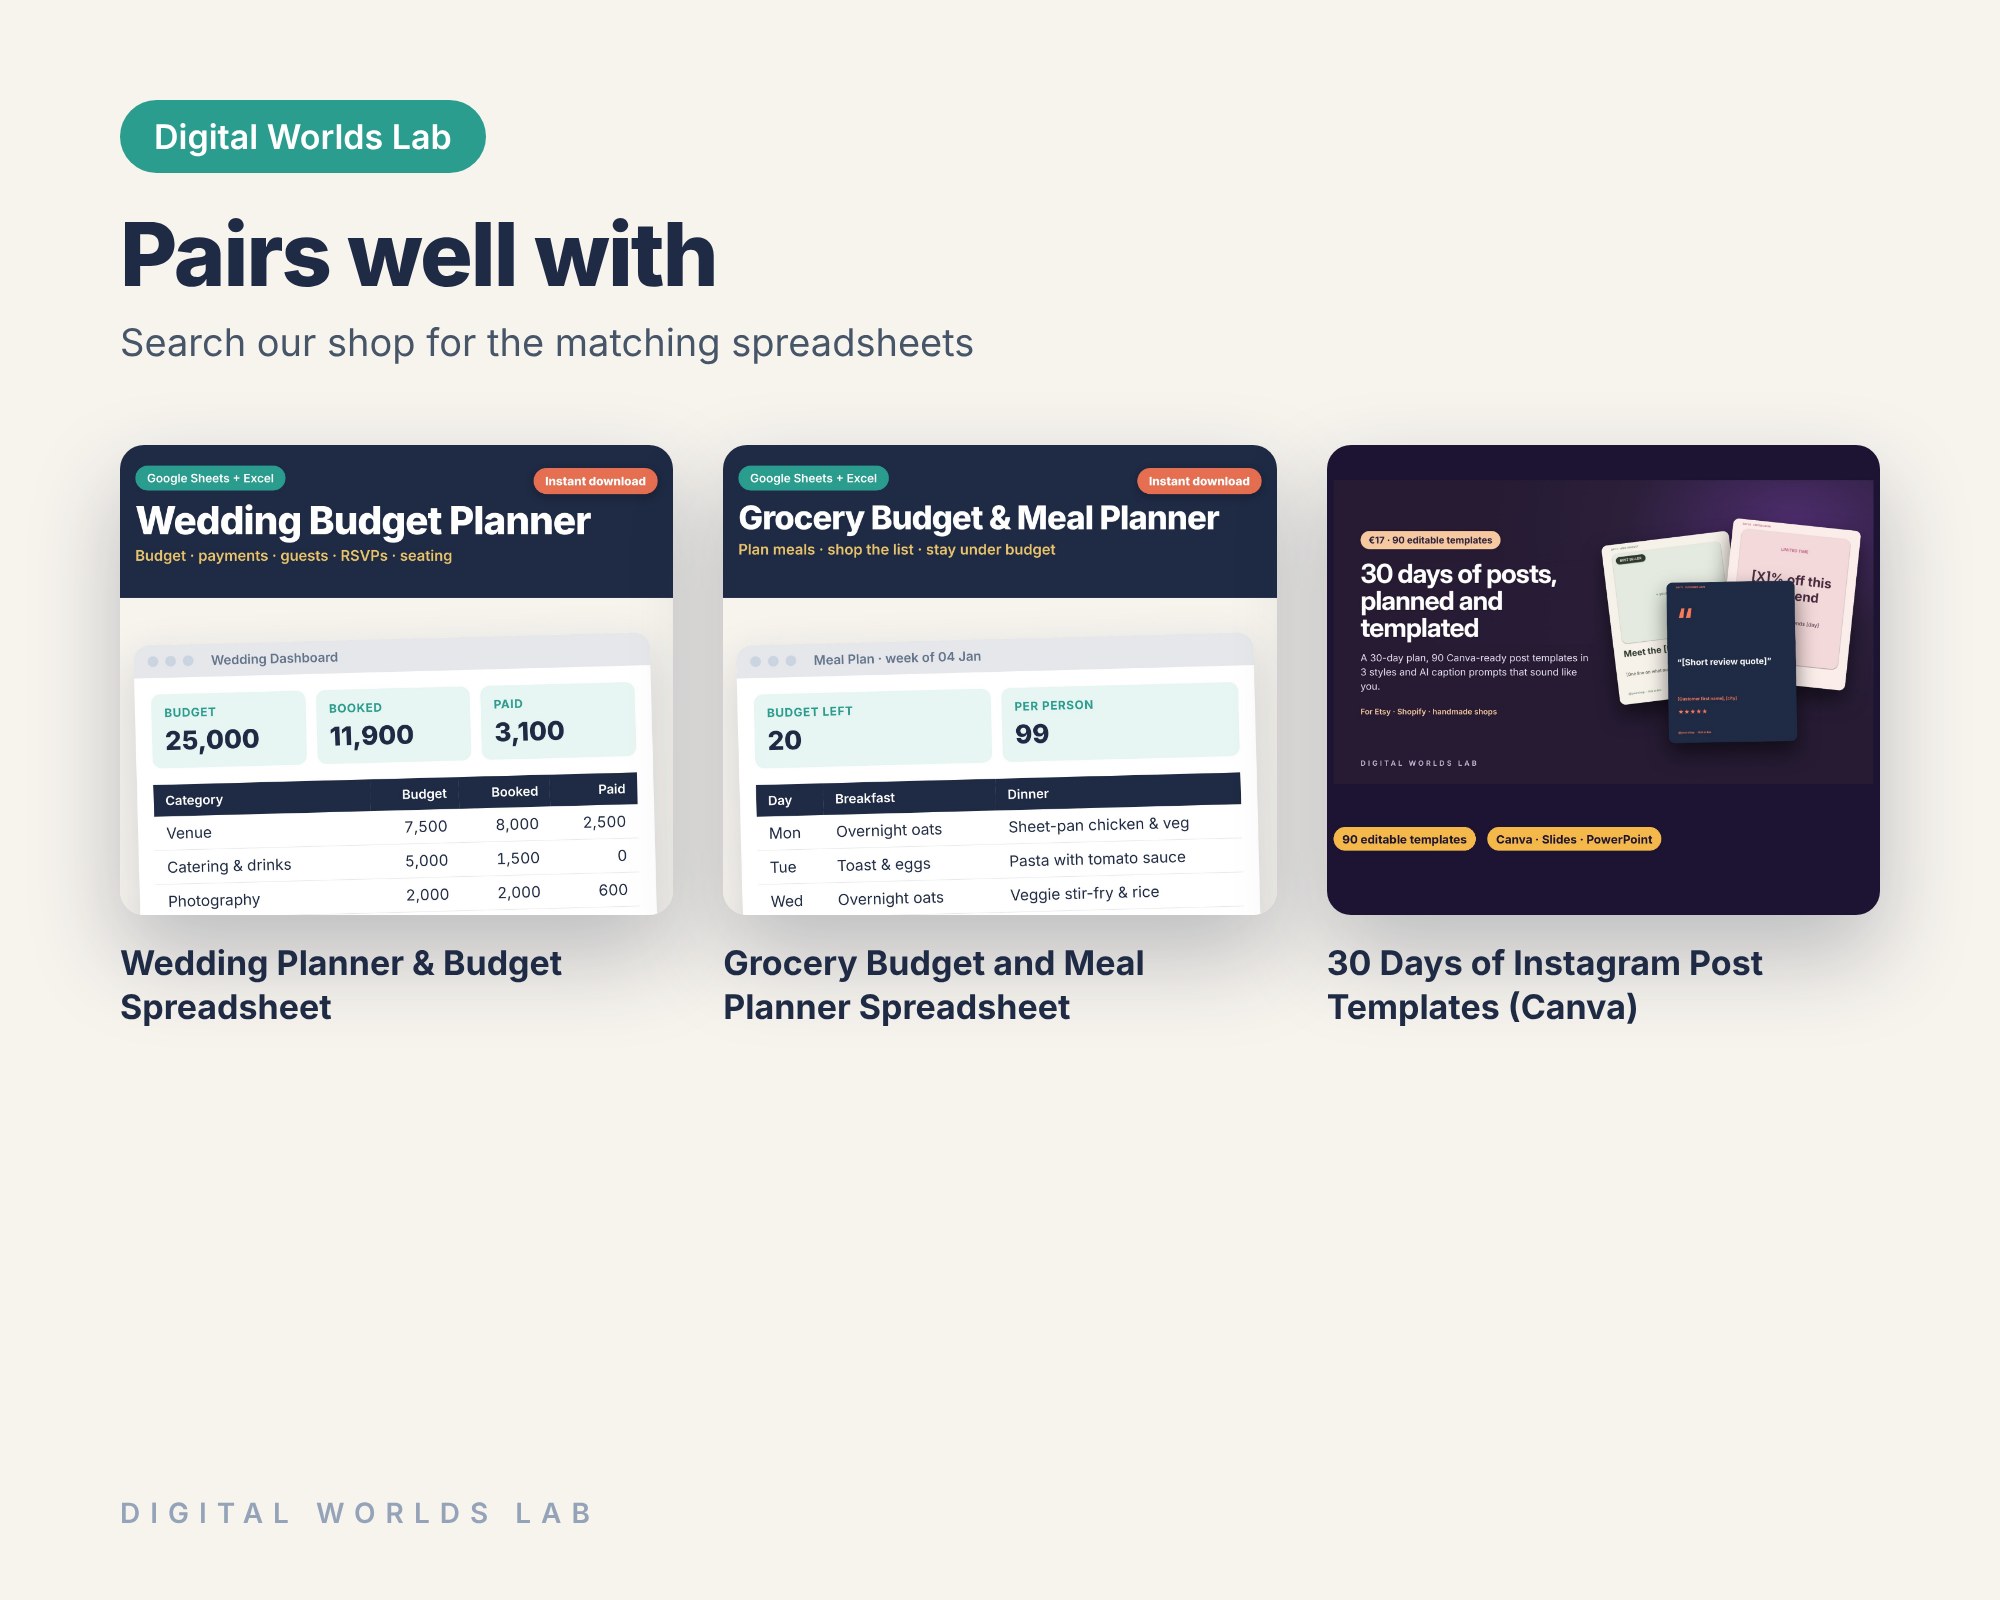 Digital Worlds Lab
Pairs well with
Search our shop for the matching spreadsheets
Google Sheets + Excel
Instant download
Wedding Budget Planner
Budget · payments · guests · RSVPs · seating
Wedding Dashboard
BUDGET BOOKED PAID
25,000 11,900 3,100
Category Budget Booked Paid
Venue 7,500 8,000 2,500
Catering & drinks 5,000 1,500 0
Photography 2,000 2,000 600
Wedding Planner & Budget
Spreadsheet
Google Sheets + Excel
Instant download
Grocery Budget & Meal Planner
Plan meals · shop the list · stay under budget
Meal Plan · week of 04 Jan
BUDGET LEFT PER PERSON
20 99
Day Breakfast Dinner
Mon Overnight oats Sheet-pan chicken & veg
Tue Toast & eggs Pasta with tomato sauce
Wed Overnight oats Veggie stir-fry & rice
Grocery Budget and Meal
Planner Spreadsheet
€17 · 90 editable templates
30 days of posts,
planned and
templated
A 30-day plan, 90 Canva-ready post templates in
3 styles and AI caption prompts that sound like
you.
For Etsy · Shopify · handmade shops
DIGITAL WORLDS LAB
BEST SELLER
Meet the [
LIMITED TIME
[X]% off this
end
"[Short review quote]"
90 editable templates
Canva · Slides · PowerPoint
30 Days of Instagram Post
Templates (Canva)
DIGITAL WORLDS LAB